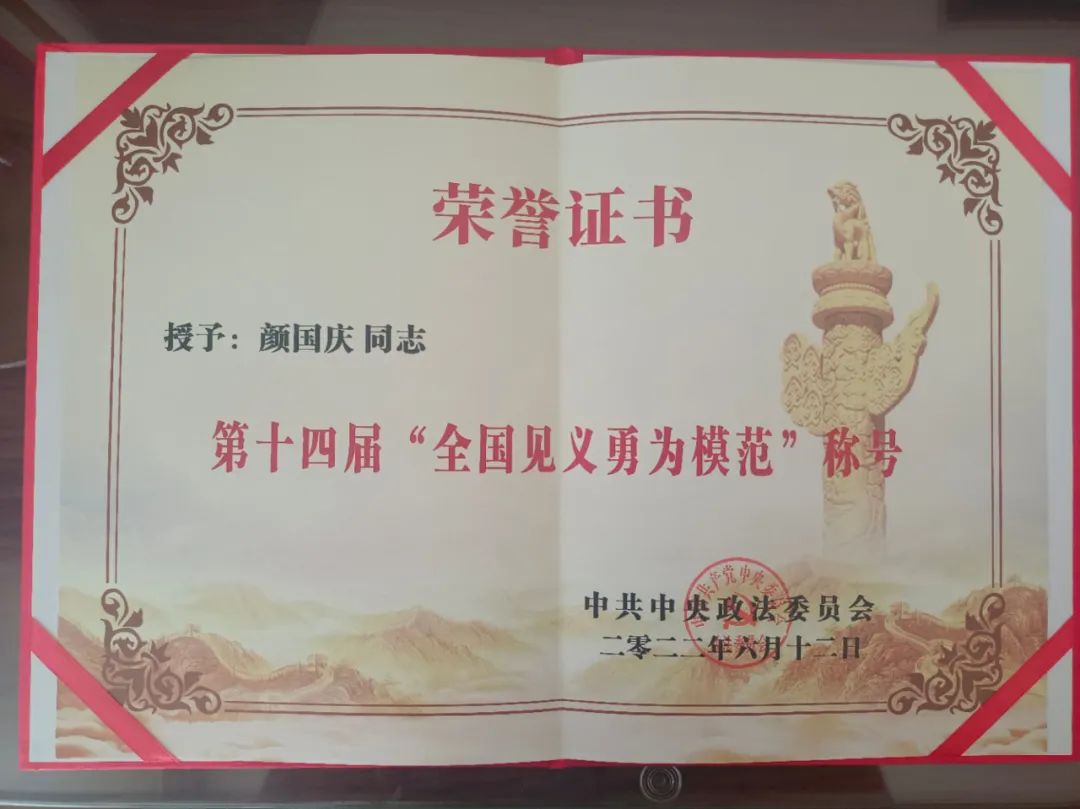 荣誉证书
授予：颜国庆 同志
第十四届“全国见义勇为模范”称号
中共中央政法委员会
二零二二年六月十二日